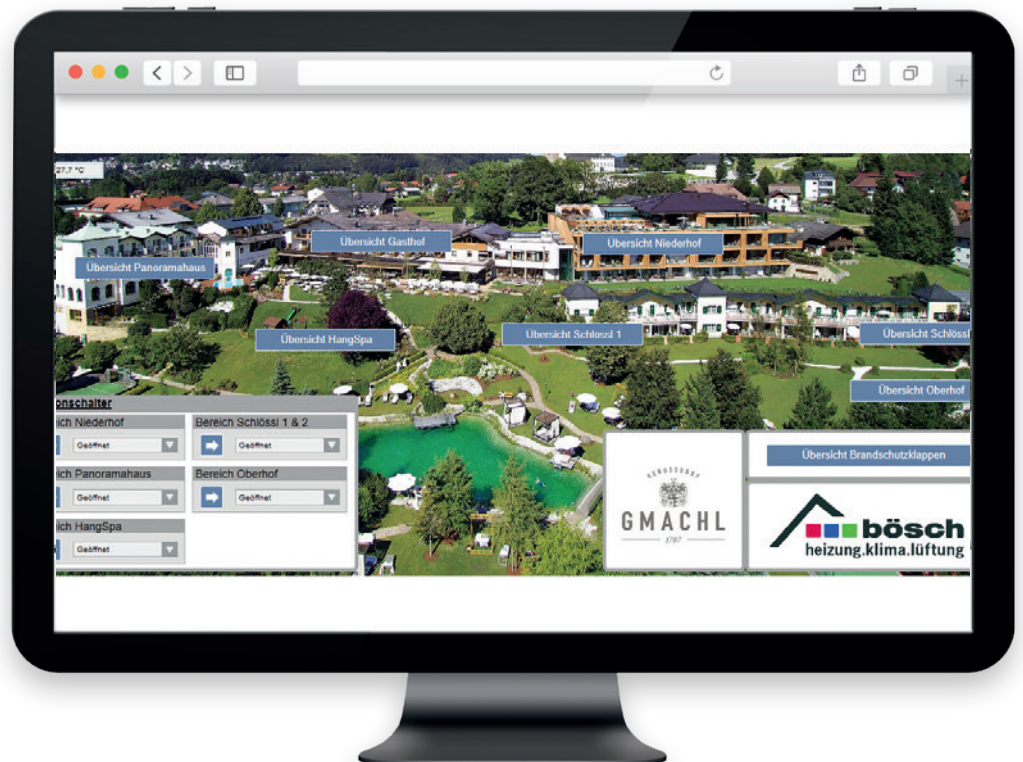 27.7 °C
Übersicht Gasthof
Übersicht Niederhof
Übersicht Panoramahaus
Übersicht HangSpa
Übersicht Schlössl 1
Übersicht Schlössl
Übersicht Oberhof
onschalter
eich Niederhof
Geöffnet
Bereich Schlössl 1 & 2
Geöffnet
eich Panoramahaus
Geöffnet
Bereich Oberhof
Geöffnet
eich HangSpa
Geöffnet
GMACHL
1787
Übersicht Brandschutzklappen
bösch
heizung.klima.lüftung